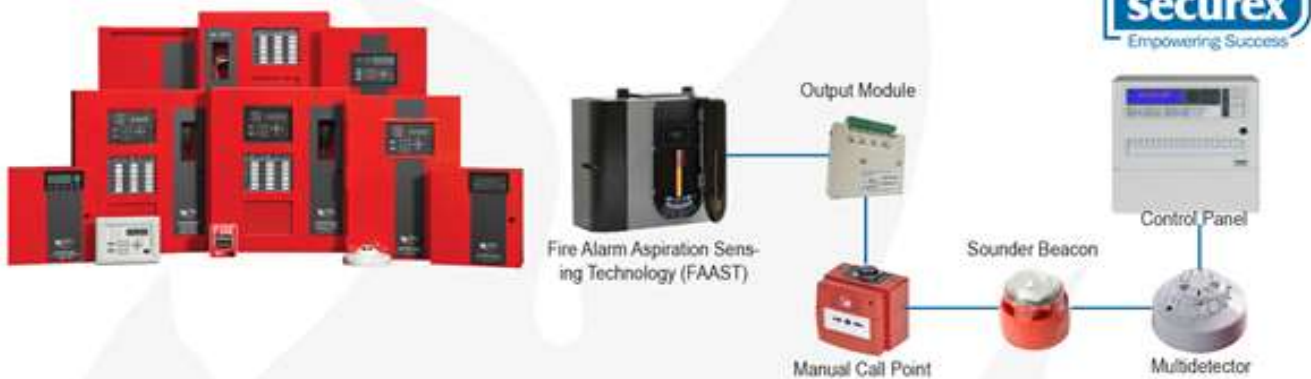 securex
Empowering Success
Output Module
Control Panel
Fire Alarm Aspiration Sens-
ing Technology (FAAST)
Sounder Beacon
Manual Call Point
Multidetector